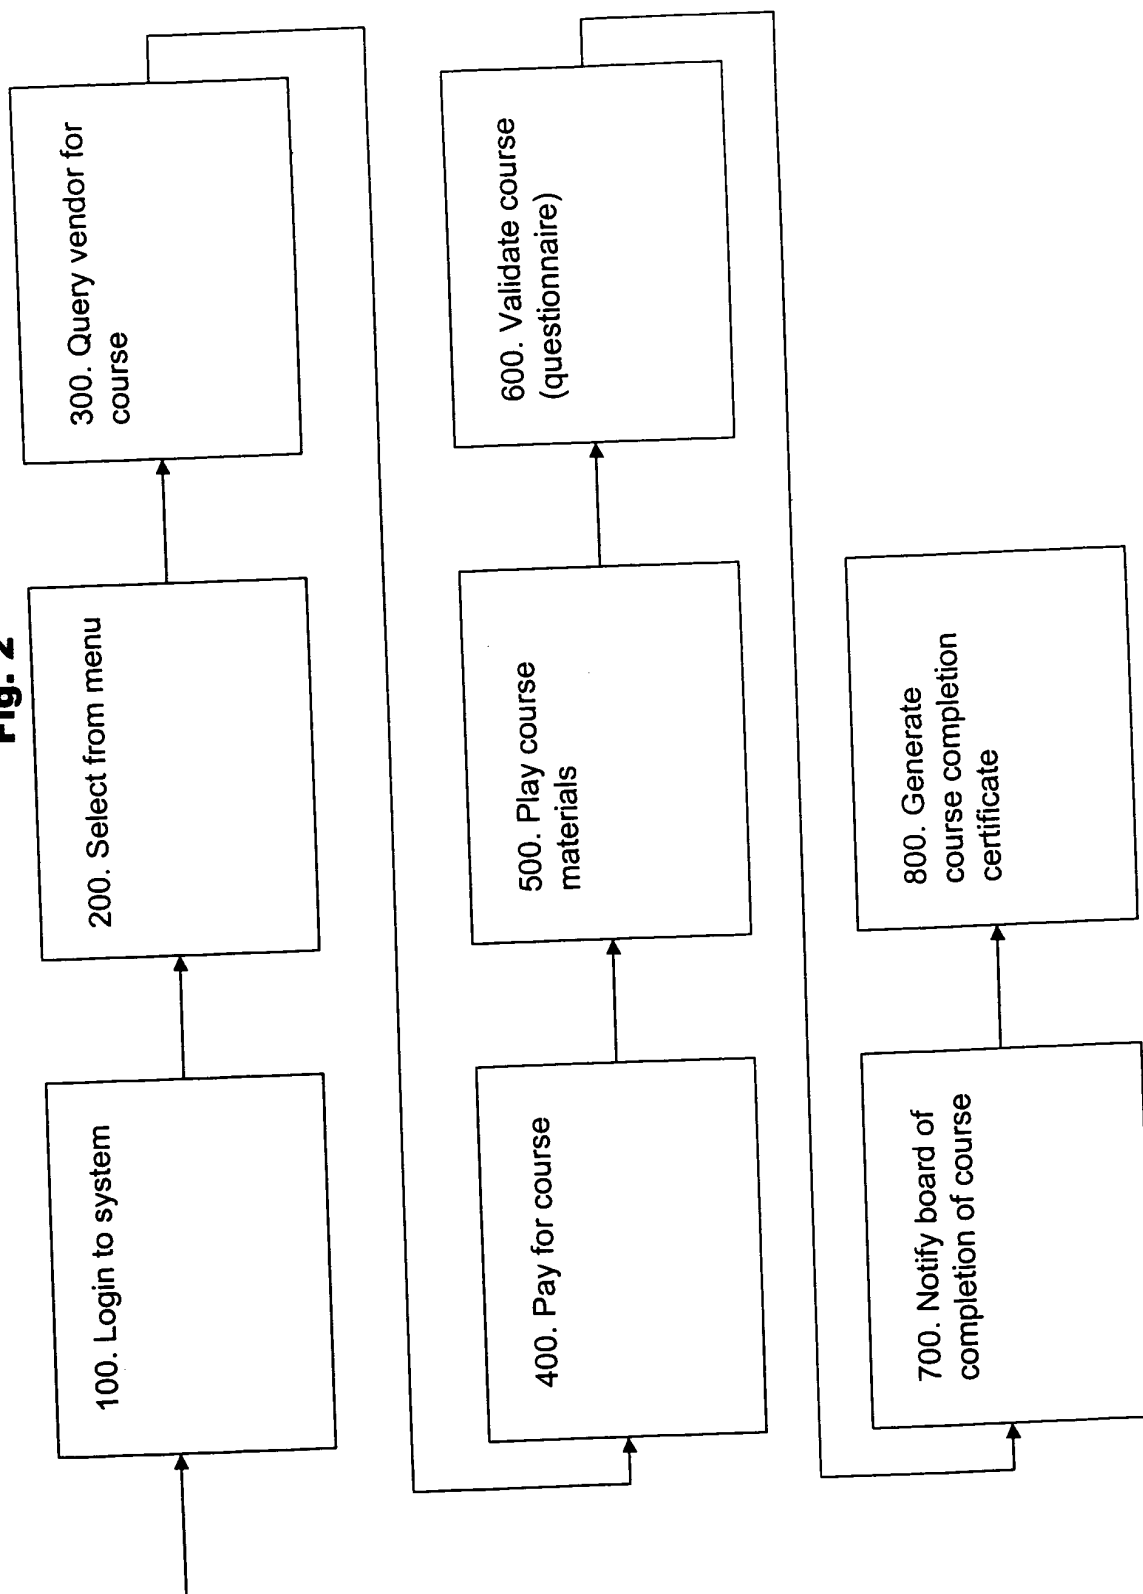 Fig. 2
100. Login to system
200. Select from menu
300. Query vendor for
course
400. Pay for course
500. Play course
materials
600. Validate course
(questionnaire)
700. Notify board of
completion of course
800. Generate
course completion
certificate